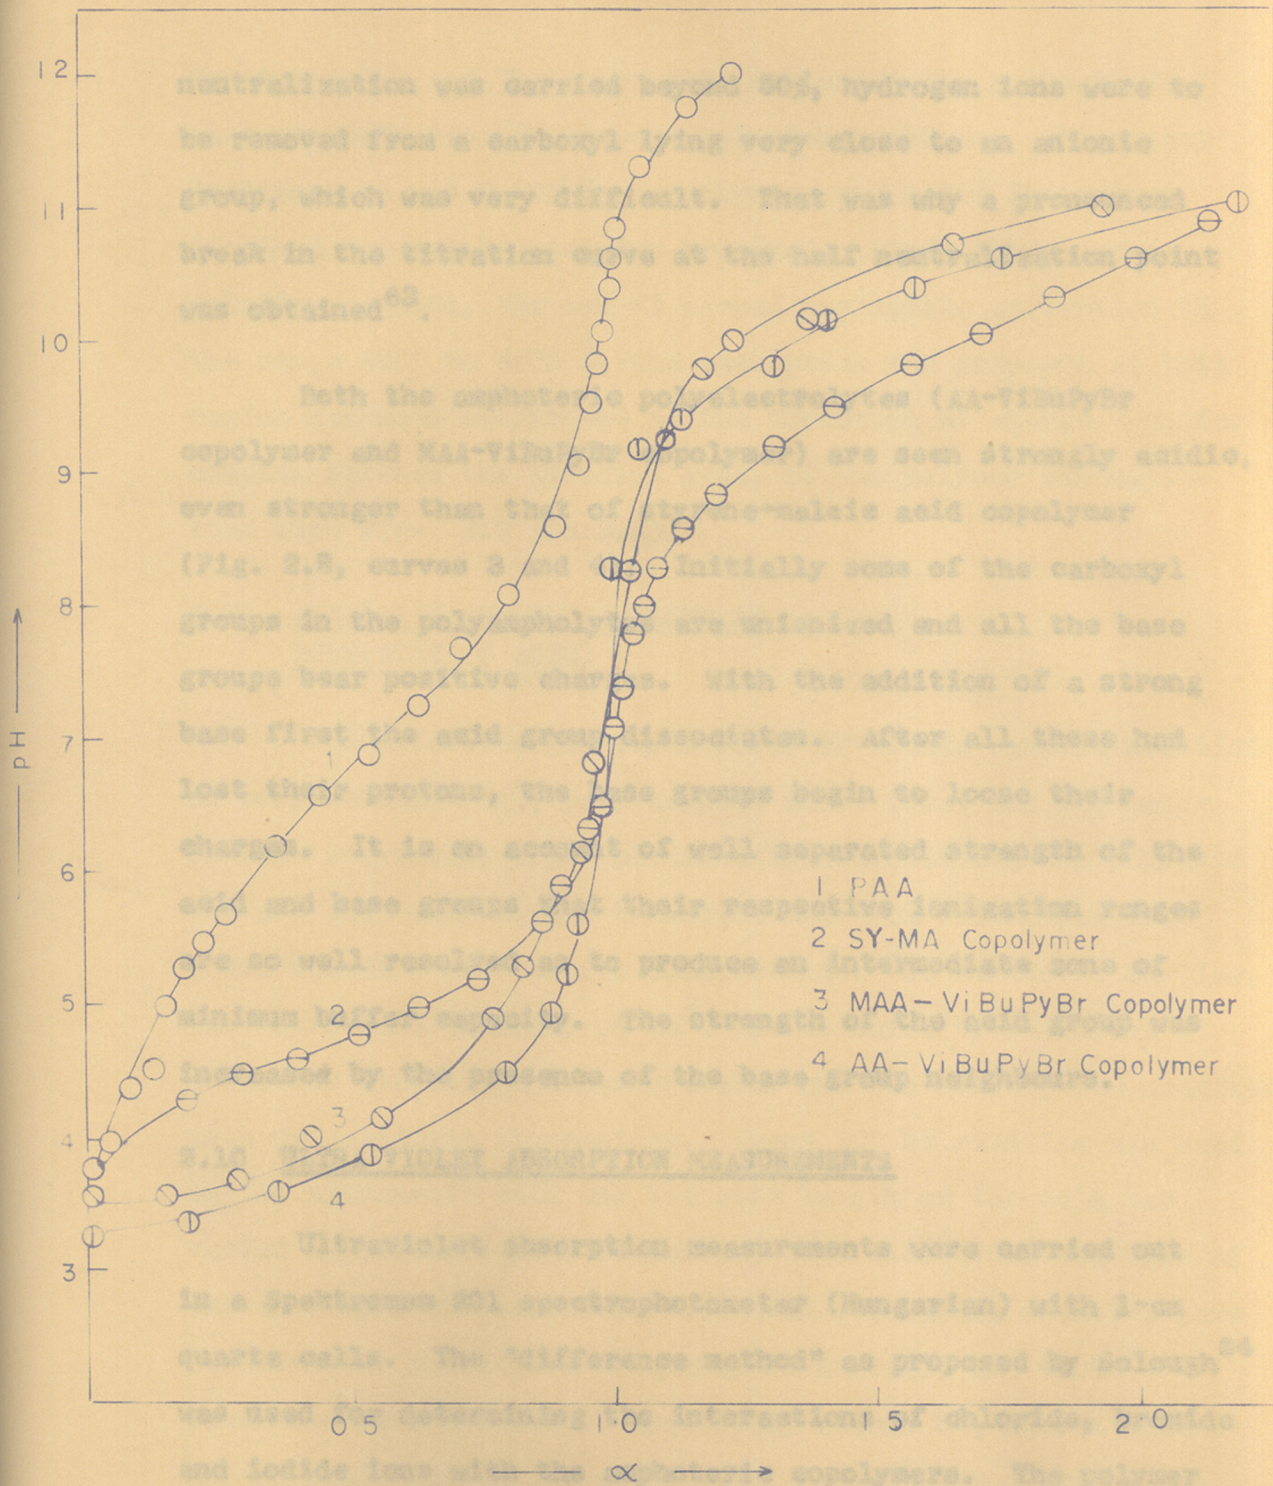 12
neutralization was carried beyond 50%, hydrogen ions were to
be removed from a carboxyl lying very close to an anionic
11
group, which was very difficult. That was why a pronounced
break in the titration curve at the half neutralization point
was obtained63.
10
Both the amphoteric polyelectrolytes (AA-ViBuPyBr
copolymer and MAA-ViBuPyBr copolymer) are seen strongly acidic,
9
even stronger than that of styrene-maleic acid copolymer
(Fig. 2.8, curves 3 and 4). Initially some of the carboxyl
8
groups in the polyampholytes are unionized and all the base
groups bear positive charges. With the addition of a strong
7
base first the acid group dissociates. After all these had
pH
1
lost their protons, the base groups begin to loose their
charges. It is on account of well separated strength of the
6
1 PAA
acid and base groups that their respective ionization ranges
2 SY-MA Copolymer
are so well resolved as to produce an intermediate zone of
5
3 MAA-ViBuPyBr Copolymer
2
minimum buffer capacity. The strength of the acid group was
4 AA-ViBuPyBr Copolymer
increased by the presence of the base group neighbours.
3
4
2.10 ULTRA VIOLET ABSORPTION MEASUREMENTS
4
Ultraviolet absorption measurements were carried out
3
in a Spektromom 201 spectrophotometer (Hungarian) with 1-cm
quartz cells. The "difference method" as proposed by
was used for determining the interactions of chloride, bromide
0 5 1 0 1 5 2 0
and iodide ions with the amphoteric copolymers. The polymer
∝